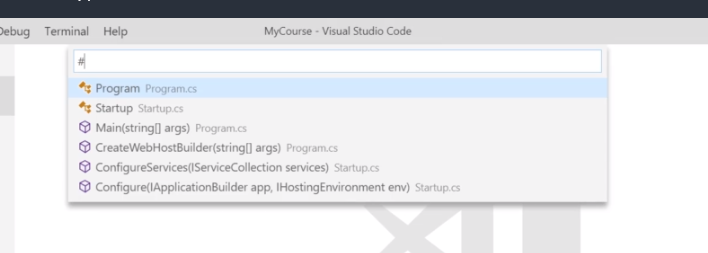 Debug Terminal Help MyCourse - Visual Studio Code
#
Program Program.cs
Startup Startup.cs
Main(string[] args) Program.cs
CreateWebHostBuilder(string[] args) Program.cs
ConfigureServices(IServiceCollection services) Startup.cs
Configure(IApplicationBuilder app, IHostingEnvironment env) Startup.cs